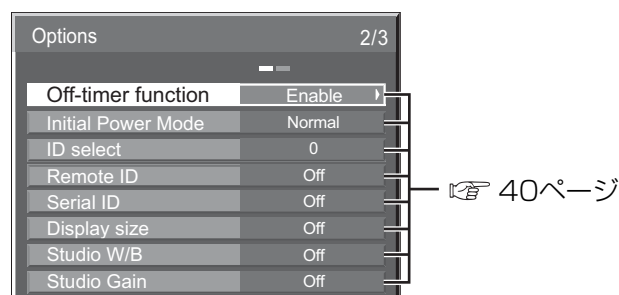 Options 2/3
Off-timer function Enable
Initial Power Mode Normal
ID select 0
Remote ID Off
☞ 40ページ
Serial ID Off
Display size Off
Studio W/B Off
Studio Gain Off